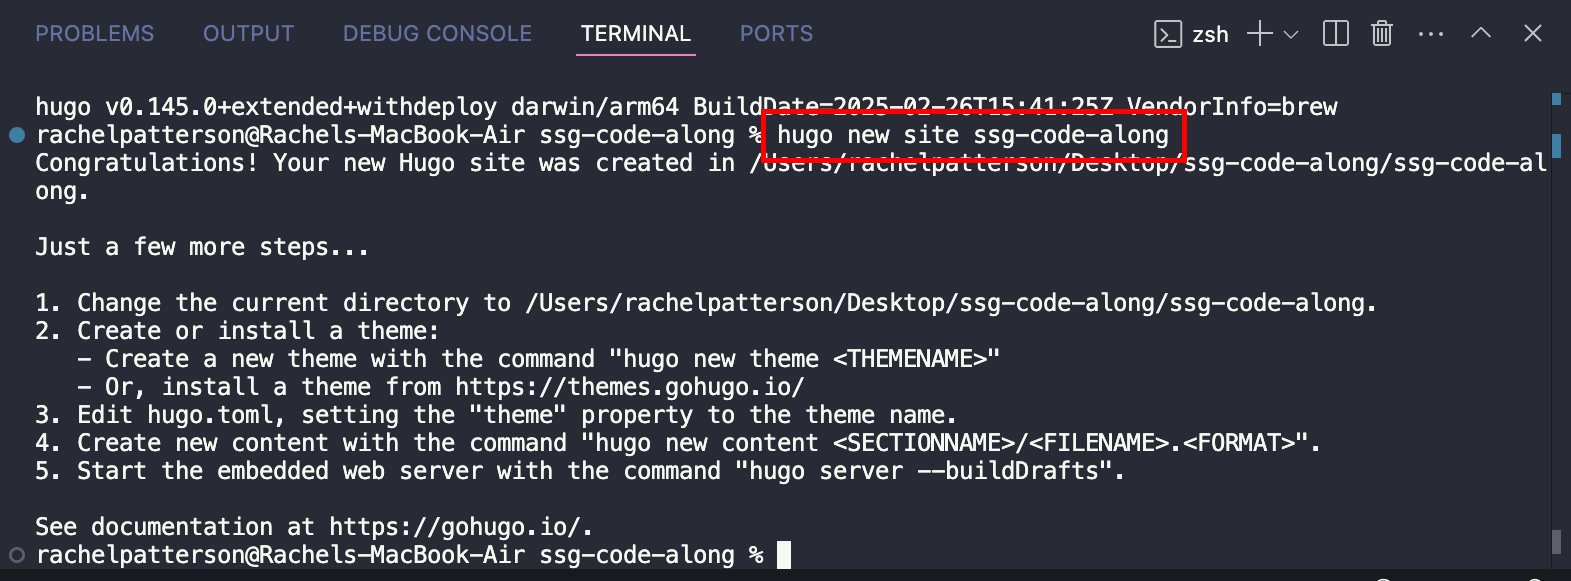 PROBLEMS OUTPUT DEBUG CONSOLE TERMINAL PORTS zsh
hugo v0.145.0+extended+withdeploy darwin/arm64 BuildDate=2025-02-26T15:41:25Z VendorInfo=brew
rachelpatterson@Rachels-MacBook-Air ssg-code-along % hugo new site ssg-code-along
Congratulations! Your new Hugo site was created in /Users/rachelpatterson/Desktop/ssg-code-along/ssg-code-al
ong.
Just a few more steps...
1. Change the current directory to /Users/rachelpatterson/Desktop/ssg-code-along/ssg-code-along.
2. Create or install a theme:
   - Create a new theme with the command "hugo new theme <THEMENAME>"
   - Or, install a theme from https://themes.gohugo.io/
3. Edit hugo.toml, setting the "theme" property to the theme name.
4. Create new content with the command "hugo new content <SECTIONNAME>/<FILENAME>.<FORMAT>".
5. Start the embedded web server with the command "hugo server --buildDrafts".
See documentation at https://gohugo.io/.
rachelpatterson@Rachels-MacBook-Air ssg-code-along %